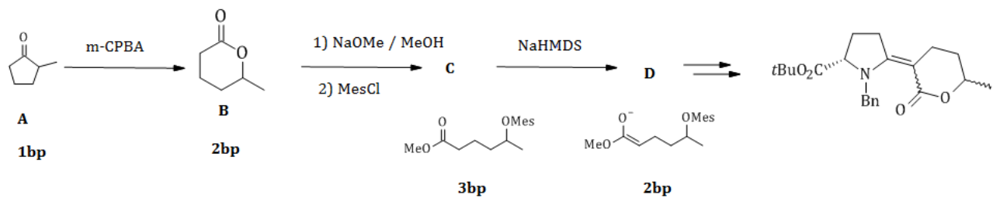 m-CPBA
1) NaOMe / MeOH
2) MesCl
C
NaHMDS
D
O
O
O
A
1bp
B
2bp
O
OMes
MeO
3bp
O⁻
OMes
MeO
2bp
tBuO₂C
N
Bn
O
O